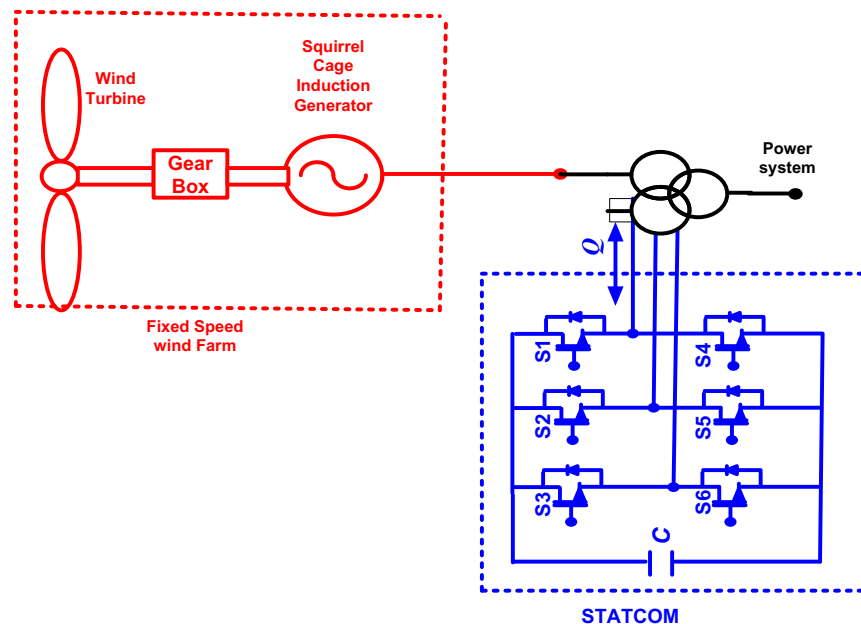 Squirrel
Cage
Induction
Generator
Wind
Turbine
Gear
Box
Power
system
Q
Fixed Speed
wind Farm
S1
S4
S2
S5
S3
S6
C
STATCOM